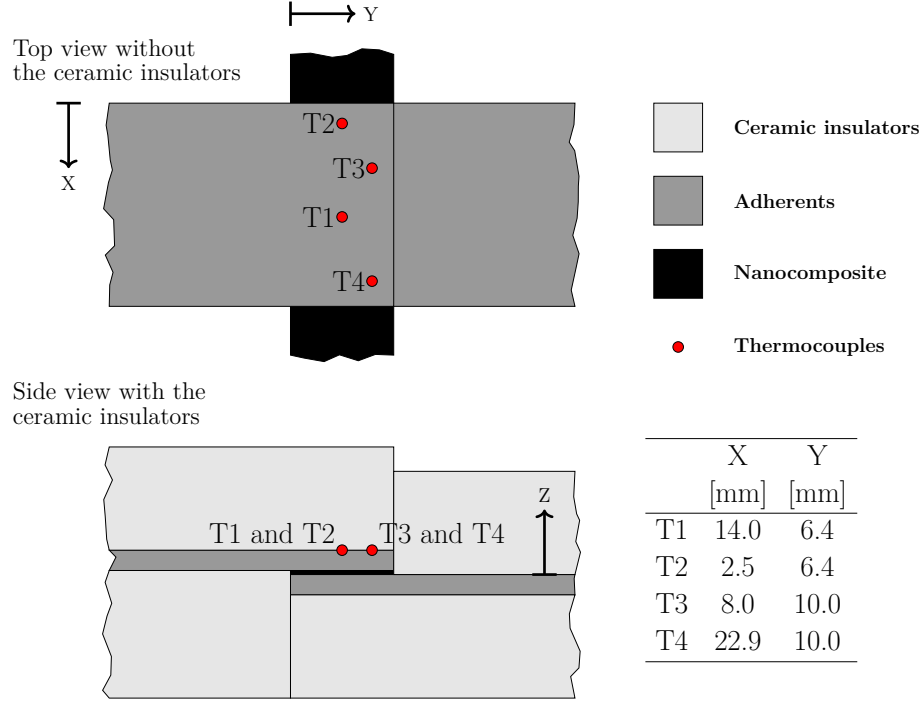 Y
Top view without
the ceramic insulators
X
T2
T3
T1
T4
Ceramic insulators
Adherents
Nanocomposite
Thermocouples
Side view with the
ceramic insulators
Z
T1 and T2
T3 and T4
X Y
[mm] [mm]
T1 14.0 6.4
T2 2.5 6.4
T3 8.0 10.0
T4 22.9 10.0